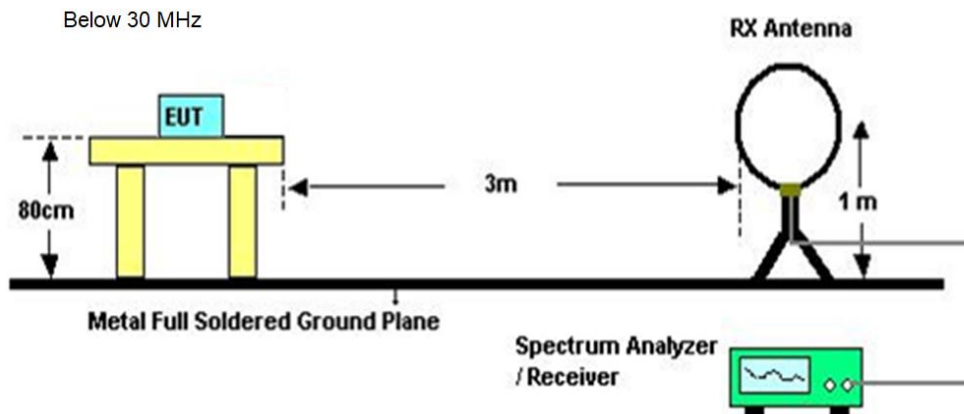 Below 30 MHz
RX Antenna
EUT
80cm
3m
1 m
Metal Full Soldered Ground Plane
Spectrum Analyzer
/ Receiver